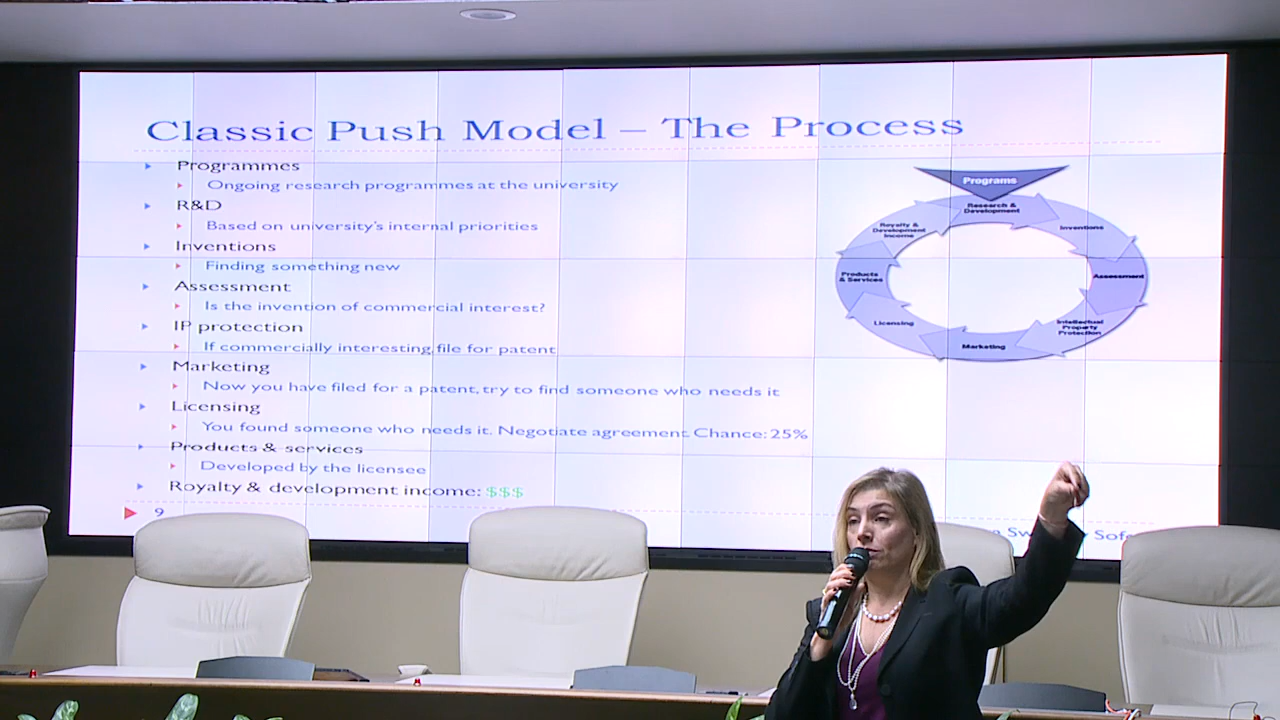 Classic Push Model – The Process
Programmes
Ongoing research programmes at the university
R&D
Based on university's internal priorities
Inventions
Finding something new
Assessment
Is the invention of commercial interest?
IP protection
If commercially interesting, file for patent
Marketing
Now you have filed for a patent, try to find someone who needs it
Licensing
You found someone who needs it. Negotiate agreement. Chance: 25%
Products & services
Developed by the licensee
Royalty & development income: $$$
9
Programs
Research &
Development
Inventions
Assessment
Intellectual
Property
Protection
Marketing
Licensing
Products
& Services
Royalty &
Development
Income